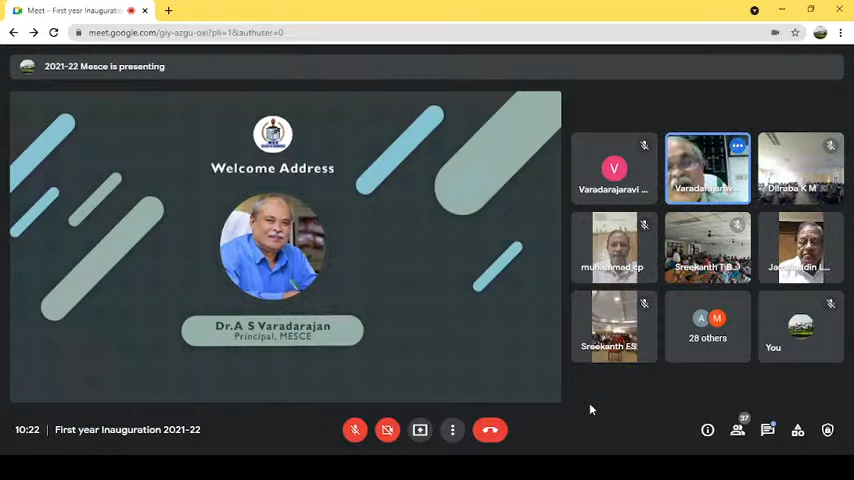 Meet – First year Inauguratio
meet.google.com/giy-azgu-oxi?pli=1&authuser=0
2021-22 Mesce is presenting
Welcome Address
Dr.A S Varadarajan
Principal, MESCE
V
Varadarajaravi ...
Varadarajarav
Dilruba K M
muhammad cp
Sreekanth T B
Jamaluddin L...
Sreekanth ES
A M
28 others
You
10:22 | First year Inauguration 2021-22
37